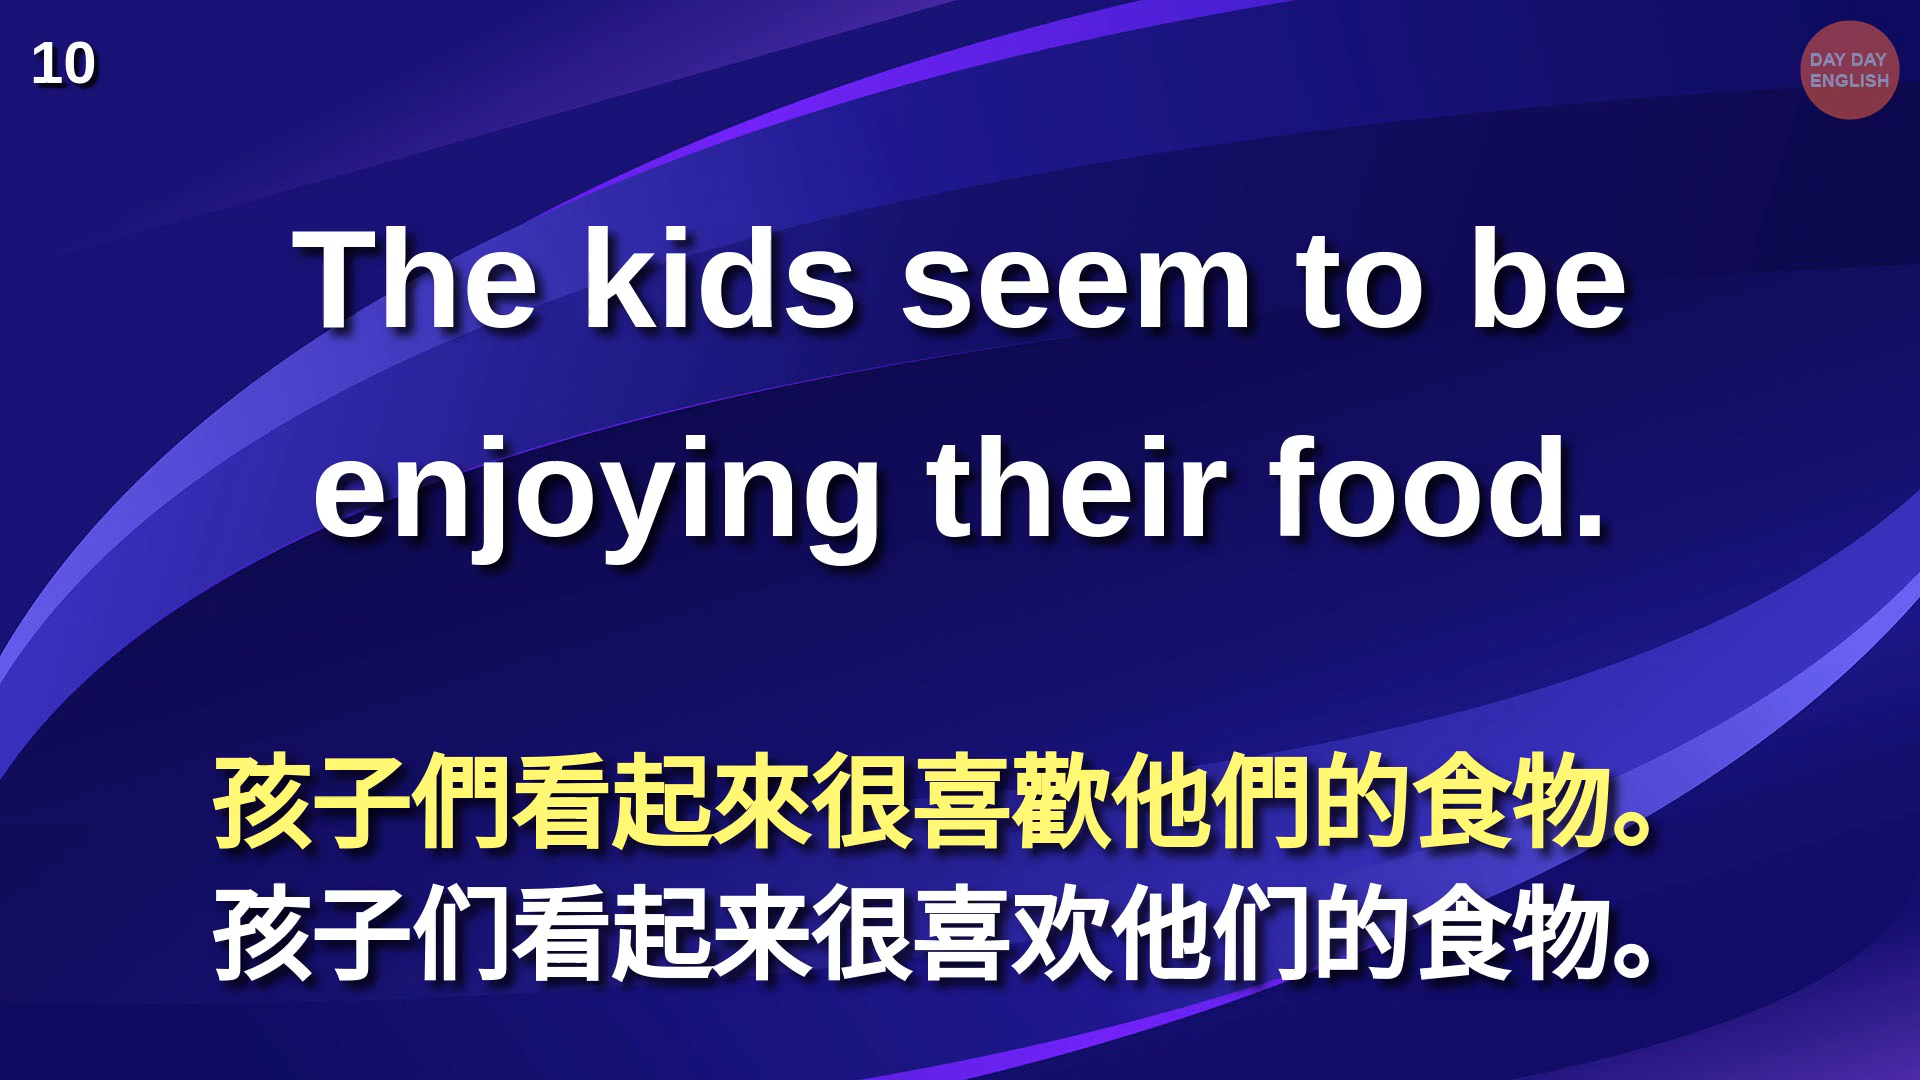 10
DAY DAY
ENGLISH
The kids seem to be
enjoying their food.
孩子們看起來很喜歡他們的食物。
孩子们看起来很喜欢他们的食物。